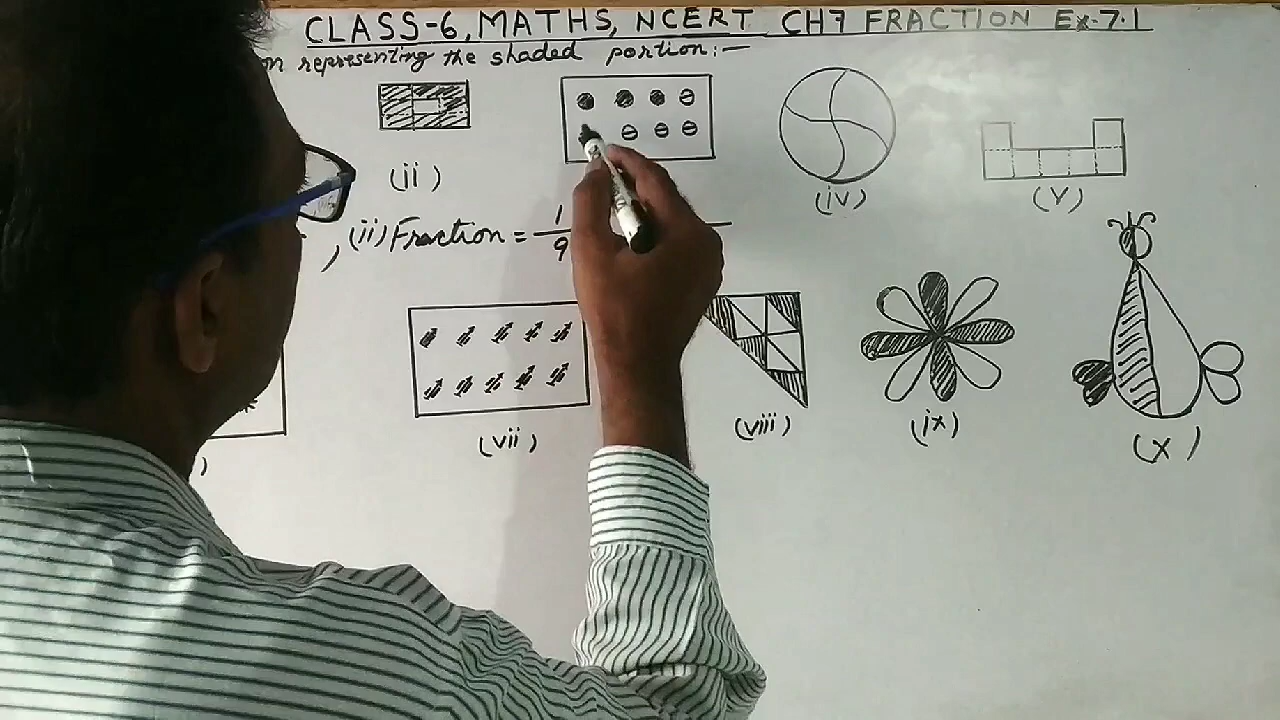 CLASS-6, MATHS, NCERT CH7 FRACTION Ex-7.1
representing the shaded portion:-
(ii)
(iv)
(v)
, (ii) Fraction = 1/9
(vii)
(viii)
(ix)
(x)